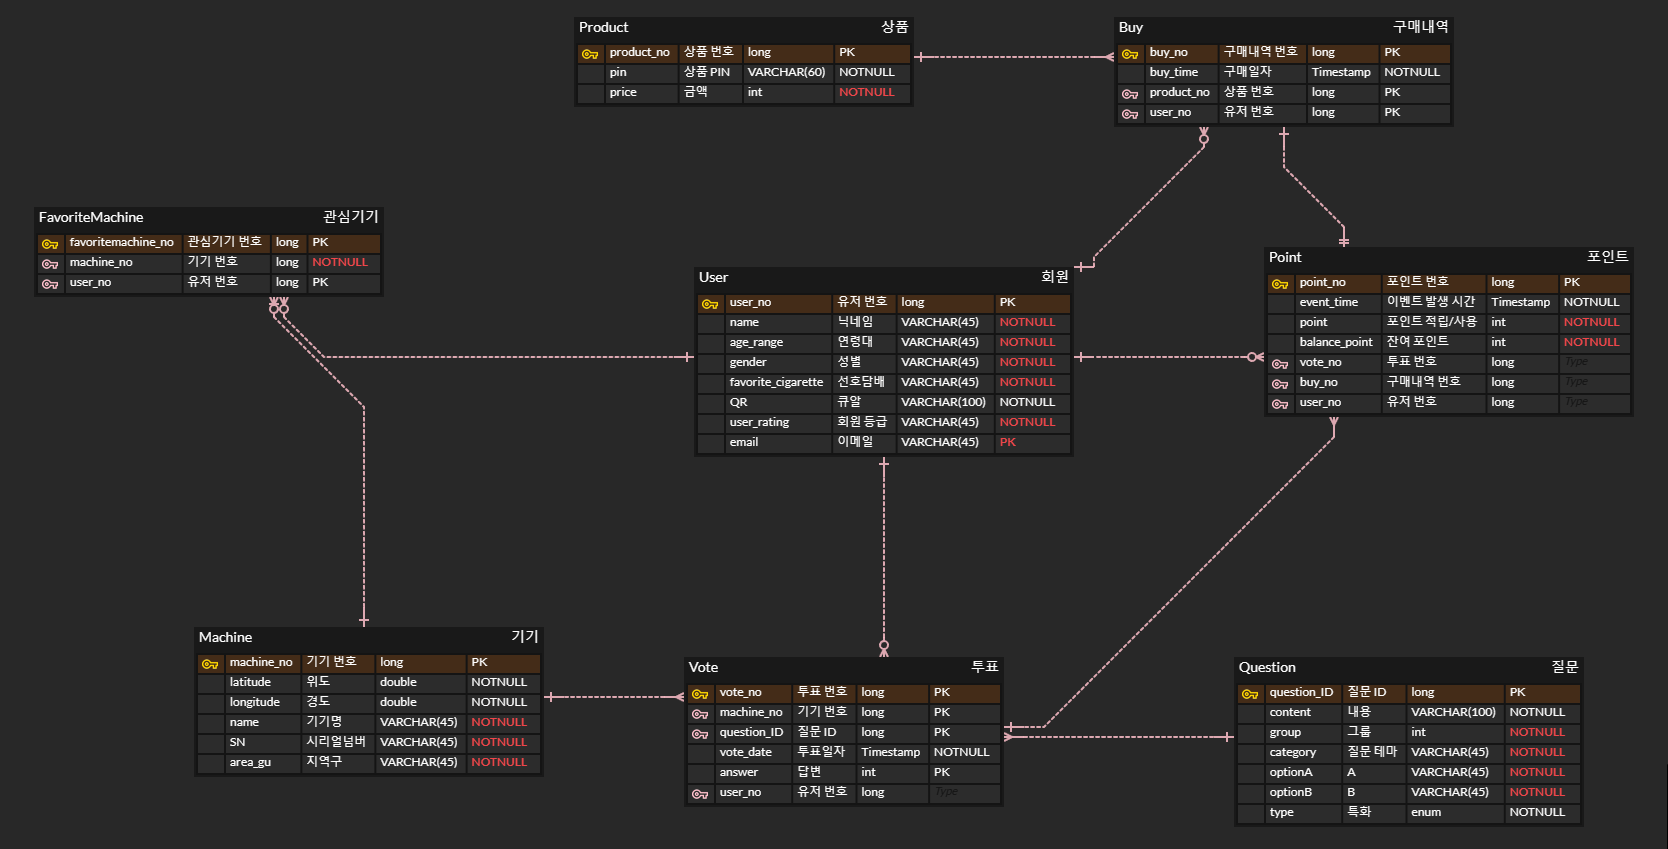 Product 상품
product_no 상품 번호 long PK
pin 상품 PIN VARCHAR(60) NOTNULL
price 금액 int NOTNULL
Buy 구매내역
buy_no 구매내역 번호 long PK
buy_time 구매일자 Timestamp NOTNULL
product_no 상품 번호 long PK
user_no 유저 번호 long PK
FavoriteMachine 관심기기
favoritemachine_no 관심기기 번호 long PK
machine_no 기기 번호 long NOTNULL
user_no 유저 번호 long PK
User 회원
user_no 유저 번호 long PK
name 닉네임 VARCHAR(45) NOTNULL
age_range 연령대 VARCHAR(45) NOTNULL
gender 성별 VARCHAR(45) NOTNULL
favorite_cigarette 선호담배 VARCHAR(45) NOTNULL
QR 큐알 VARCHAR(100) NOTNULL
user_rating 회원 등급 VARCHAR(45) NOTNULL
email 이메일 VARCHAR(45) PK
Point 포인트
point_no 포인트 번호 long PK
event_time 이벤트 발생 시간 Timestamp NOTNULL
point 포인트 적립/사용 int NOTNULL
balance_point 잔여 포인트 int NOTNULL
vote_no 투표 번호 long Type
buy_no 구매내역 번호 long Type
user_no 유저 번호 long Type
Machine 기기
machine_no 기기 번호 long PK
latitude 위도 double NOTNULL
longitude 경도 double NOTNULL
name 기기명 VARCHAR(45) NOTNULL
SN 시리얼넘버 VARCHAR(45) NOTNULL
area_gu 지역구 VARCHAR(45) NOTNULL
Vote 투표
vote_no 투표 번호 long PK
machine_no 기기 번호 long PK
question_ID 질문 ID long PK
vote_date 투표일자 Timestamp NOTNULL
answer 답변 int PK
user_no 유저 번호 long Type
Question 질문
question_ID 질문 ID long PK
content 내용 VARCHAR(100) NOTNULL
group 그룹 int NOTNULL
category 질문 테마 VARCHAR(45) NOTNULL
optionA A VARCHAR(45) NOTNULL
optionB B VARCHAR(45) NOTNULL
type 특화 enum NOTNULL